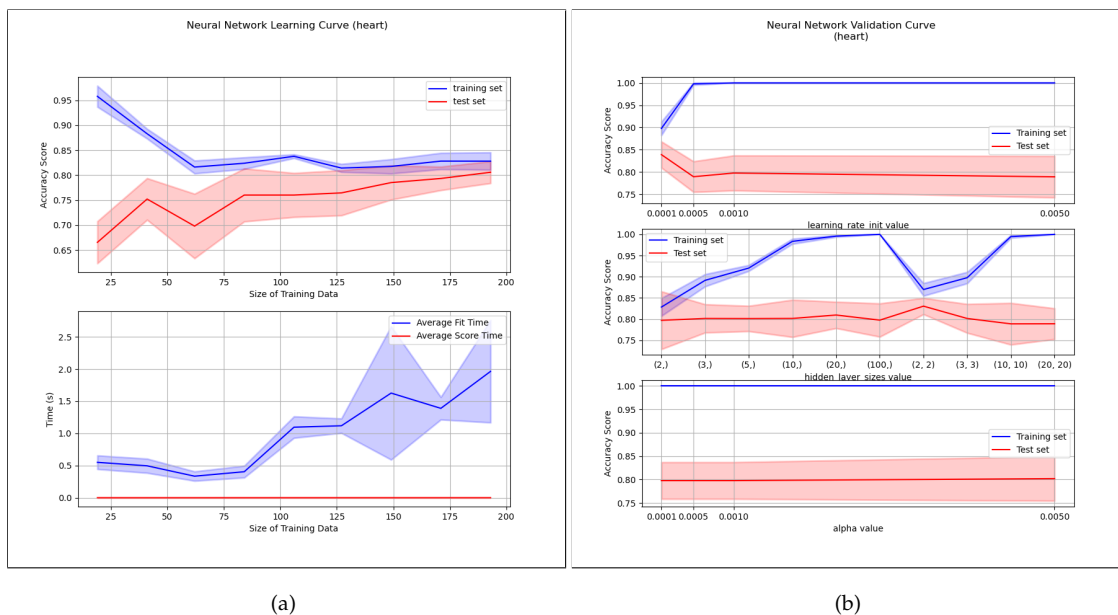 Neural Network Learning Curve (heart)
training set
test set
Accuracy Score
0.95
0.90
0.85
0.80
0.75
0.70
0.65
25
50
75
100
125
150
175
200
Size of Training Data
Average Fit Time
Average Score Time
Time (s)
2.5
2.0
1.5
1.0
0.5
0.0
25
50
75
100
125
150
175
200
Size of Training Data
(a)
Neural Network Validation Curve
(heart)
Training set
Test set
Accuracy Score
1.00
0.95
0.90
0.85
0.80
0.75
0.0001
0.0005
0.0010
0.0050
learning_rate_init value
Training set
Test set
Accuracy Score
1.00
0.95
0.90
0.85
0.80
0.75
(2,)
(3,)
(5,)
(10,)
(20,)
(100,)
(2, 2)
(3, 3)
(10, 10)
(20, 20)
hidden_layer_sizes value
Training set
Test set
Accuracy Score
1.00
0.95
0.90
0.85
0.80
0.75
0.0001
0.0005
0.0010
0.0050
alpha value
(b)